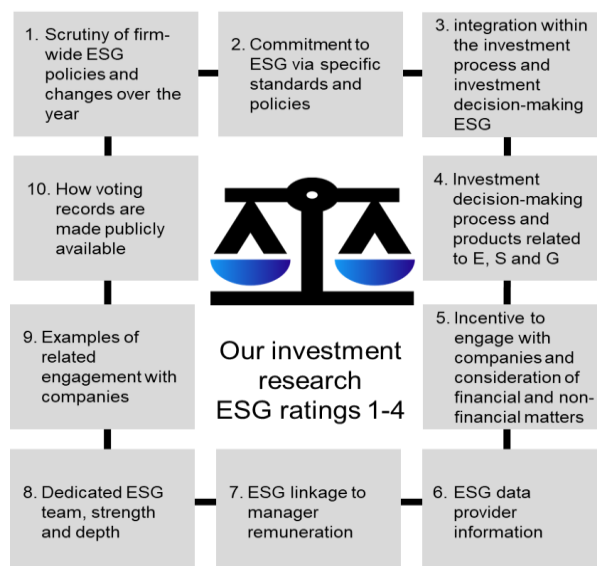 1. Scrutiny of firm-
wide ESG
policies and
changes over the
year
2. Commitment to
ESG via specific
standards and
policies
3. integration within
the investment
process and
investment
decision-making
ESG
4. Investment
decision-making
process and
products related
to E, S and G
5. Incentive to
engage with
companies and
consideration of
financial and non-
financial matters
6. ESG data
provider
information
7. ESG linkage to
manager
remuneration
8. Dedicated ESG
team, strength
and depth
9. Examples of
related
engagement with
companies
10. How voting
records are
made publicly
available
Our investment
research
ESG ratings 1-4